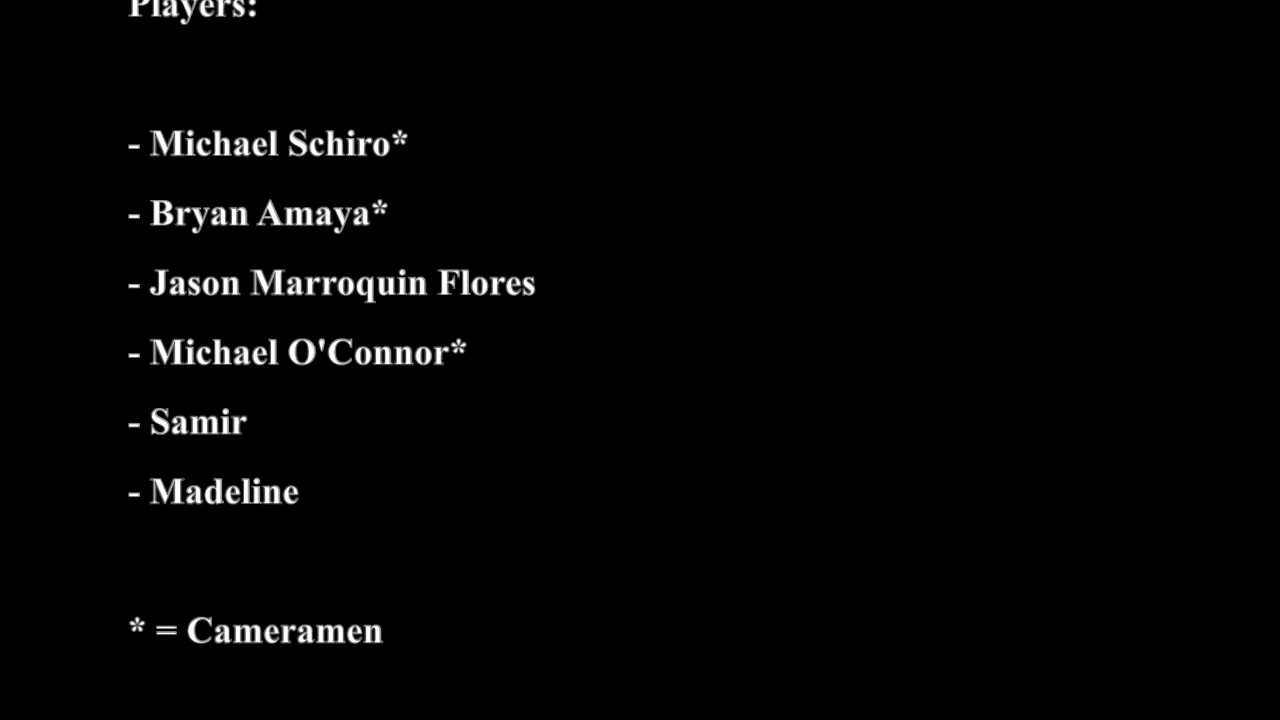 Players:
- Michael Schiro*
- Bryan Amaya*
- Jason Marroquin Flores
- Michael O'Connor*
- Samir
- Madeline
* = Cameramen